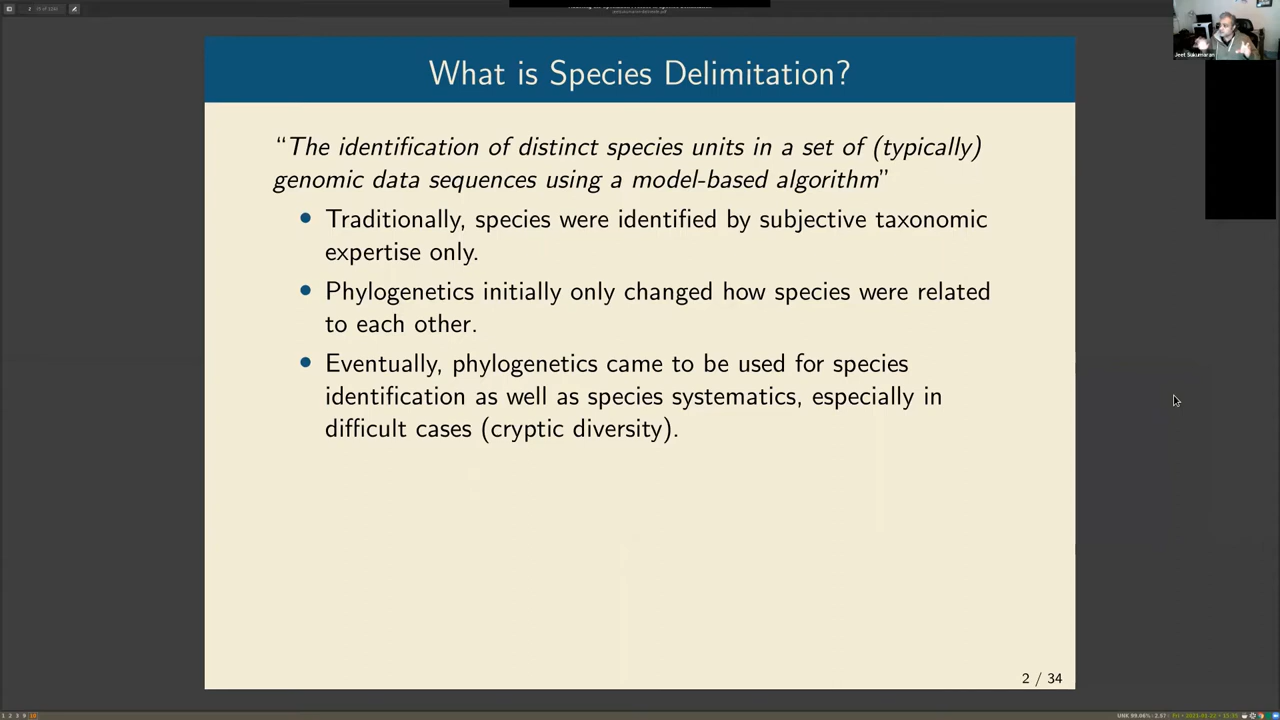 What is Species Delimitation?
“The identification of distinct species units in a set of (typically)
genomic data sequences using a model-based algorithm”
• Traditionally, species were identified by subjective taxonomic
expertise only.
• Phylogenetics initially only changed how species were related
to each other.
• Eventually, phylogenetics came to be used for species
identification as well as species systematics, especially in
difficult cases (cryptic diversity).
2 / 34
Jeet Sukumaran